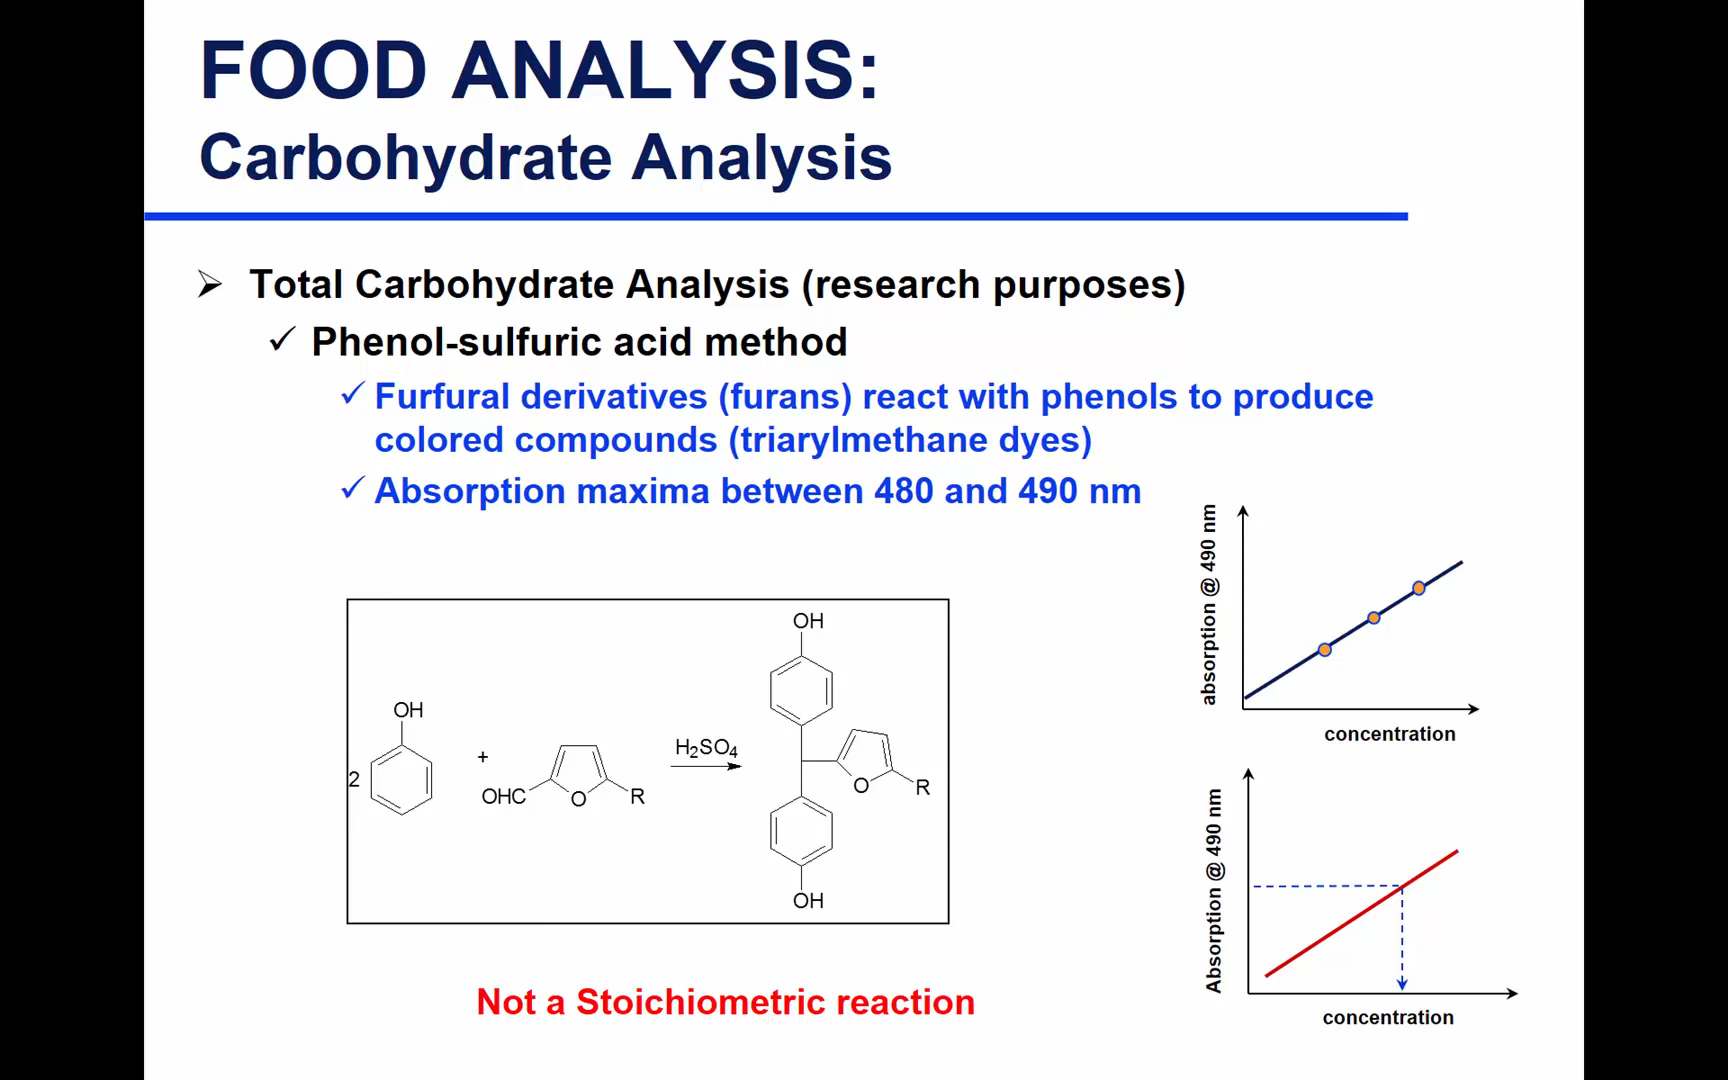 FOOD ANALYSIS:
Carbohydrate Analysis
Total Carbohydrate Analysis (research purposes)
Phenol-sulfuric acid method
Furfural derivatives (furans) react with phenols to produce
colored compounds (triarylmethane dyes)
Absorption maxima between 480 and 490 nm
absorption @ 490 nm
concentration
OH
2
+
OHC
O
R
H₂SO₄
OH
O
R
OH
Absorption @ 490 nm
concentration
Not a Stoichiometric reaction